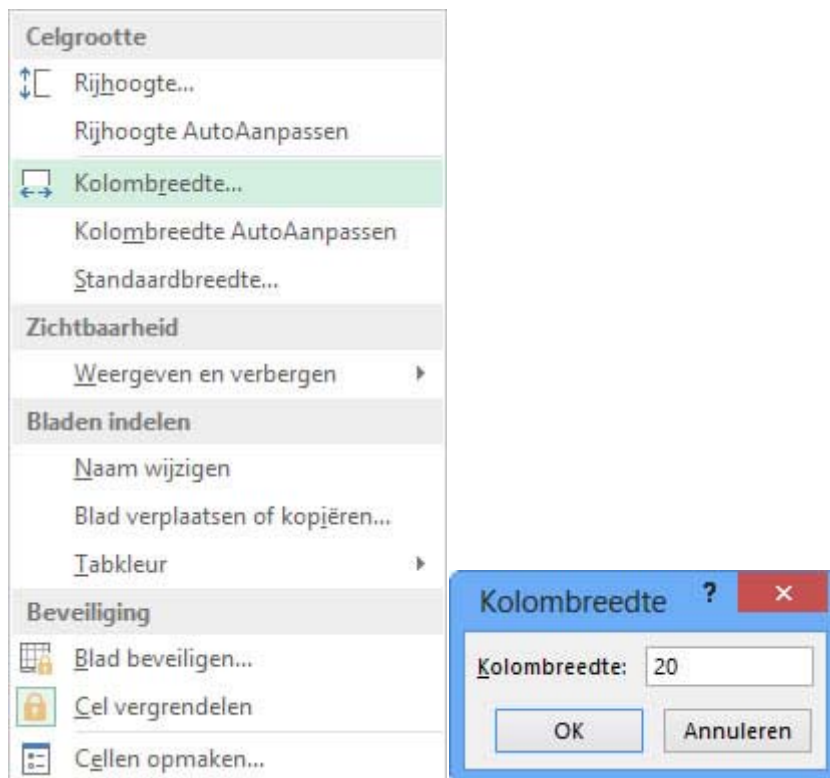 Celgrootte
Rijhoogte...
Rijhoogte AutoAanpassen
Kolombreedte...
Kolombreedte AutoAanpassen
Standaardbreedte...
Zichtbaarheid
Weergeven en verbergen
Bladen indelen
Naam wijzigen
Blad verplaatsen of kopiëren...
Tabkleur
Beveiliging
Blad beveiligen...
Cel vergrendelen
Cellen opmaken...
Kolombreedte ?
Kolombreedte: 20
OK Annuleren